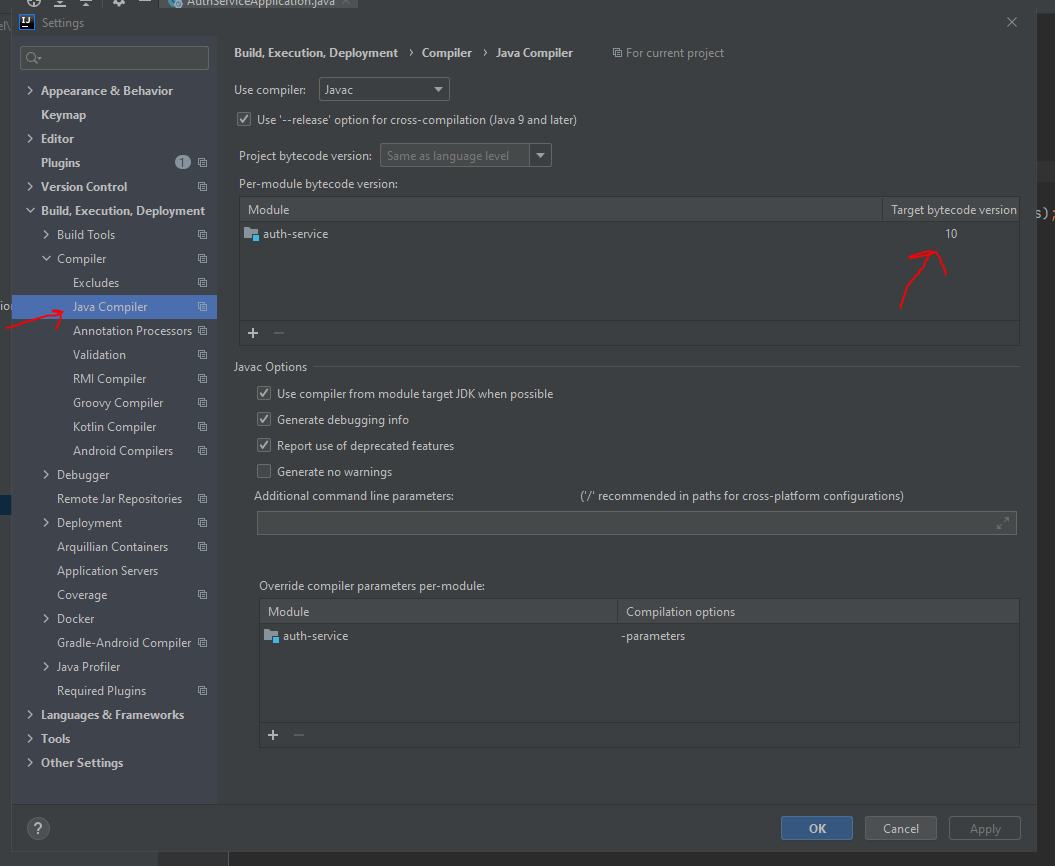 AuthServiceApplication.java
Settings
Build, Execution, Deployment › Compiler › Java Compiler For current project
Use compiler: Javac
Use '--release' option for cross-compilation (Java 9 and later)
Project bytecode version: Same as language level
Per-module bytecode version:
Module Target bytecode version
auth-service 10
Javac Options
Use compiler from module target JDK when possible
Generate debugging info
Report use of deprecated features
Generate no warnings
Additional command line parameters: ('/' recommended in paths for cross-platform configurations)
Override compiler parameters per-module:
Module Compilation options
auth-service -parameters
Appearance & Behavior
Keymap
Editor
Plugins 1
Version Control
Build, Execution, Deployment
Build Tools
Compiler
Excludes
Java Compiler
Annotation Processors
Validation
RMI Compiler
Groovy Compiler
Kotlin Compiler
Android Compilers
Debugger
Remote Jar Repositories
Deployment
Arquillian Containers
Application Servers
Coverage
Docker
Gradle-Android Compiler
Java Profiler
Required Plugins
Languages & Frameworks
Tools
Other Settings
?
OK Cancel Apply
s);